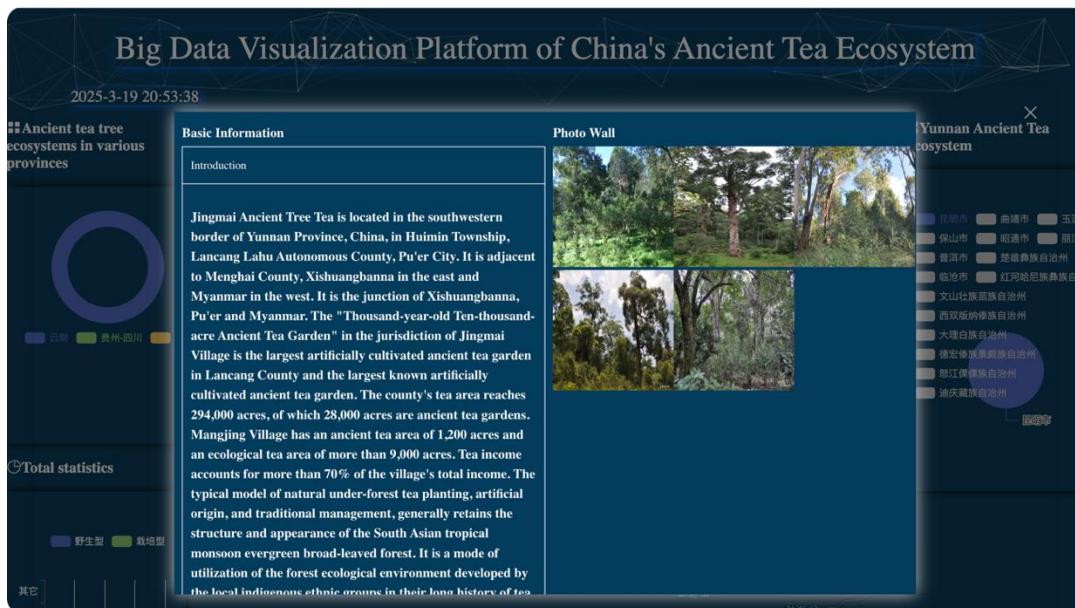 Big Data Visualization Platform of China's Ancient Tea Ecosystem
2025-3-19 20:53:38
Ancient tea tree
ecosystems in various
provinces
云南
贵州-四川
Total statistics
野生型
栽培型
其它
Basic Information
Introduction
Jingmai Ancient Tree Tea is located in the southwestern
border of Yunnan Province, China, in Huimin Township,
Lancang Lahu Autonomous County, Pu'er City. It is adjacent
to Menghai County, Xishuangbanna in the east and
Myanmar in the west. It is the junction of Xishuangbanna,
Pu'er and Myanmar. The "Thousand-year-old Ten-thousand-
acre Ancient Tea Garden" in the jurisdiction of Jingmai
Village is the largest artificially cultivated ancient tea garden
in Lancang County and the largest known artificially
cultivated ancient tea garden. The county's tea area reaches
294,000 acres, of which 28,000 acres are ancient tea gardens.
Mangjing Village has an ancient tea area of 1,200 acres and
an ecological tea area of more than 9,000 acres. Tea income
accounts for more than 70% of the village's total income. The
typical model of natural under-forest tea planting, artificial
origin, and traditional management, generally retains the
structure and appearance of the South Asian tropical
monsoon evergreen broad-leaved forest. It is a mode of
utilization of the forest ecological environment developed by
the local indigenous ethnic groups in their long history of tea
Photo Wall
Yunnan Ancient Tea
cosystem
昆明市 曲靖市
保山市 昭通市
普洱市 楚雄彝族自治州
临沧市 红河哈尼族彝族自
文山壮族苗族自治州
西双版纳傣族自治州
大理白族自治州
德宏傣族景颇族自治州
怒江傈僳族自治州
迪庆藏族自治州
昆明市